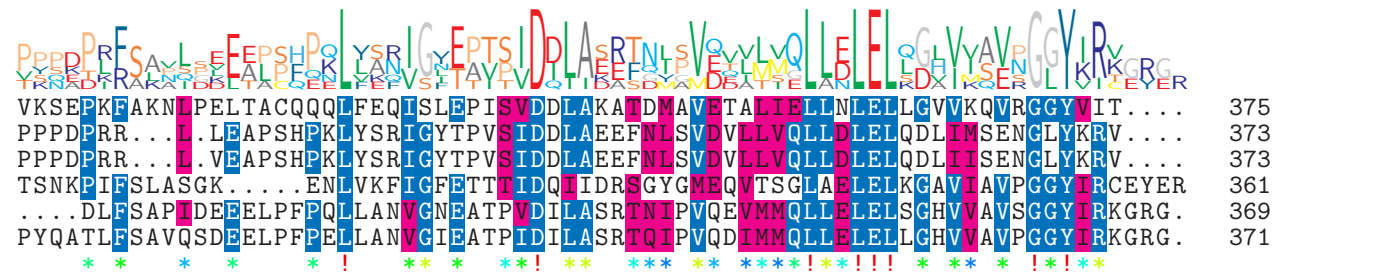 VKSEPKFAKNLPELTACQQQLFEQISLEPISVDDLAKATDMAVETALIELLNLELLGVVKQVRGGYVIT.... 375
PPPDPRR...L.LEAPSHPKLYSRIGYTPVSIDDLAEEFNLSVDVLLVQLLDLELQDLIMSENGLYKRV.... 373
PPPDPRR...L.VEAPSHPKLYSRIGYTPVSIDDLAEEFNLSVDVLLVQLLDLELQDLIISENGLYKRV.... 373
TSNKPIFSLASGK.....ENLVKFIGFETTTIDQIIDRSGYGMEQVTSGLAELELKGAVIAVPGGYIRCEYER 361
....DLFSAPIDEEELPFPQLLANVGNEATPVDILASRTNIPVQEVMMQLLELELSGHVVAVSGGYIRKGRG. 369
PYQATLFSAVQSDEELPFPELLANVGIEATPIDILASRTQIPVQDIMMQLLELELLGHVVAVPGGYIRKGRG. 371
* * * * * ! ** * **! ** *** ** ****!**!!! * ** * !*!**